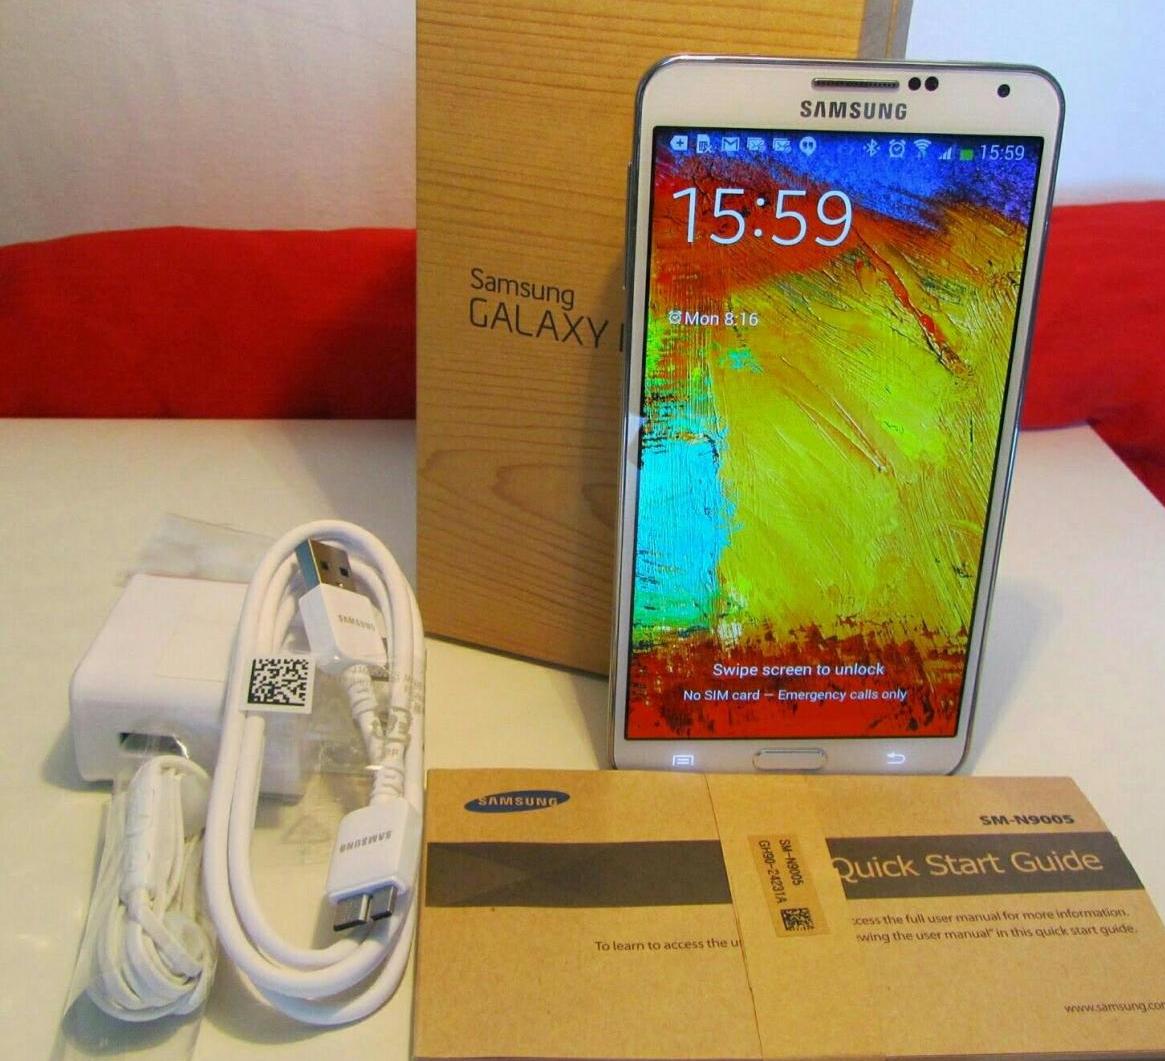 SAMSUNG
15:59
15:59
Mon 8:16
Samsung
GALAXY
Swipe screen to unlock
No SIM card — Emergency calls only
SAMSUNG
SAMSUNG
SAMSUNG
SM-N9005
Quick Start Guide
SM-N9005
GH90-24231A
To learn to access the
ccess the full user manual for more information.
wing the user manual" in this quick start guide.
www.samsung.com